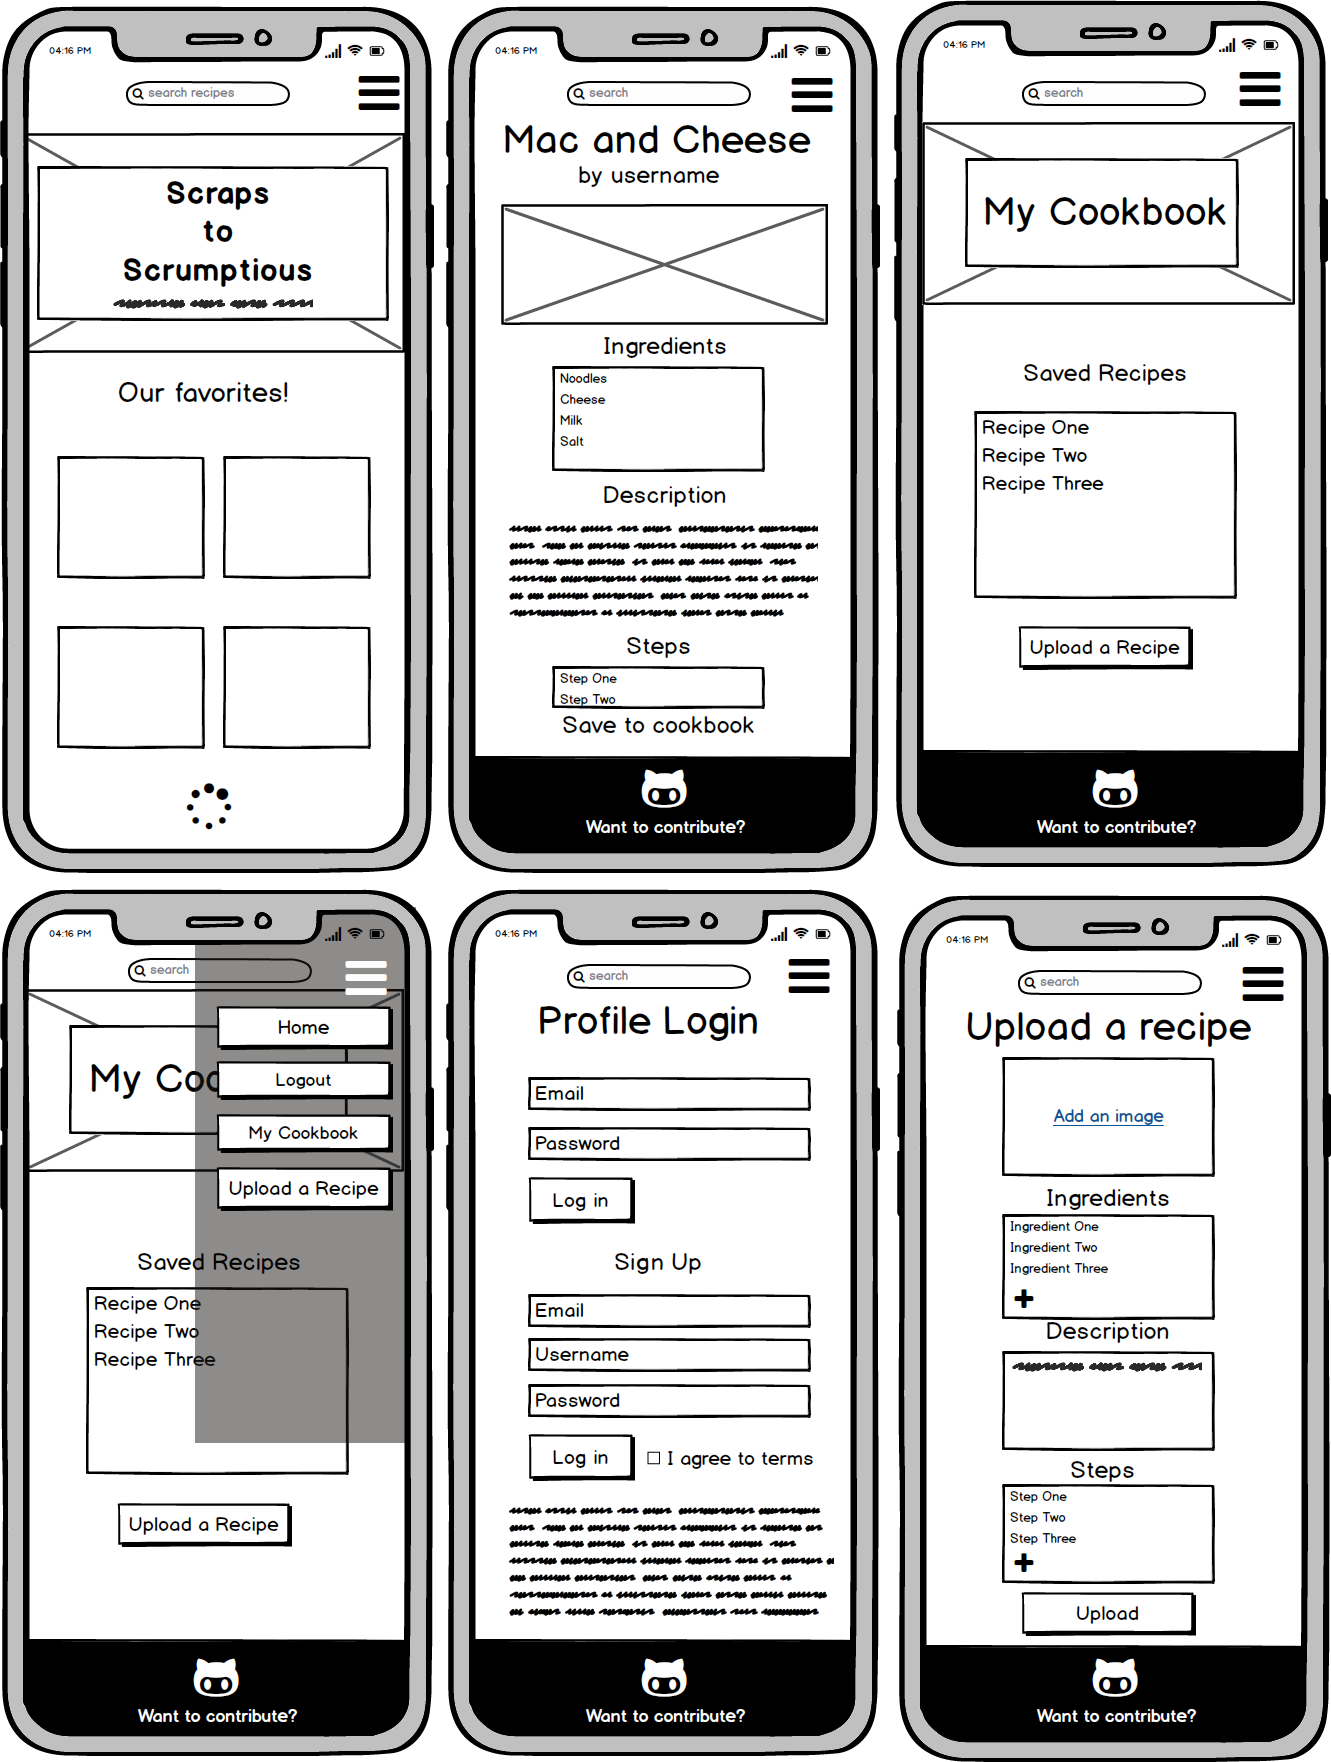 04:16 PM
search recipes
Scraps
to
Scrumptious
Our favorites!
04:16 PM
search
Mac and Cheese
by username
Ingredients
Noodles
Cheese
Milk
Salt
Description
Steps
Step One
Step Two
Save to cookbook
Want to contribute?
04:16 PM
search
My Cookbook
Saved Recipes
Recipe One
Recipe Two
Recipe Three
Upload a Recipe
Want to contribute?
04:16 PM
search
My Coo
Home
Logout
My Cookbook
Upload a Recipe
Saved Recipes
Recipe One
Recipe Two
Recipe Three
Upload a Recipe
Want to contribute?
04:16 PM
search
Profile Login
Email
Password
Log in
Sign Up
Email
Username
Password
Log in
I agree to terms
Want to contribute?
04:16 PM
search
Upload a recipe
Add an image
Ingredients
Ingredient One
Ingredient Two
Ingredient Three
Description
Steps
Step One
Step Two
Step Three
Upload
Want to contribute?